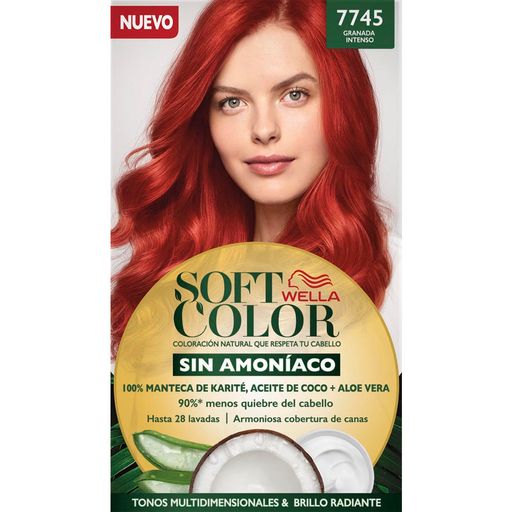 NUEVO
7745
GRANADA
INTENSO
SOFT
WELLA
COLOR
COLORACIÓN NATURAL QUE RESPETA TU CABELLO
SIN AMONÍACO
100% MANTECA DE KARITÉ, ACEITE DE COCO + ALOE VERA
90%* menos quiebre del cabello
Hasta 28 lavadas | Armoniosa cobertura de canas
TONOS MULTIDIMENSIONALES & BRILLO RADIANTE